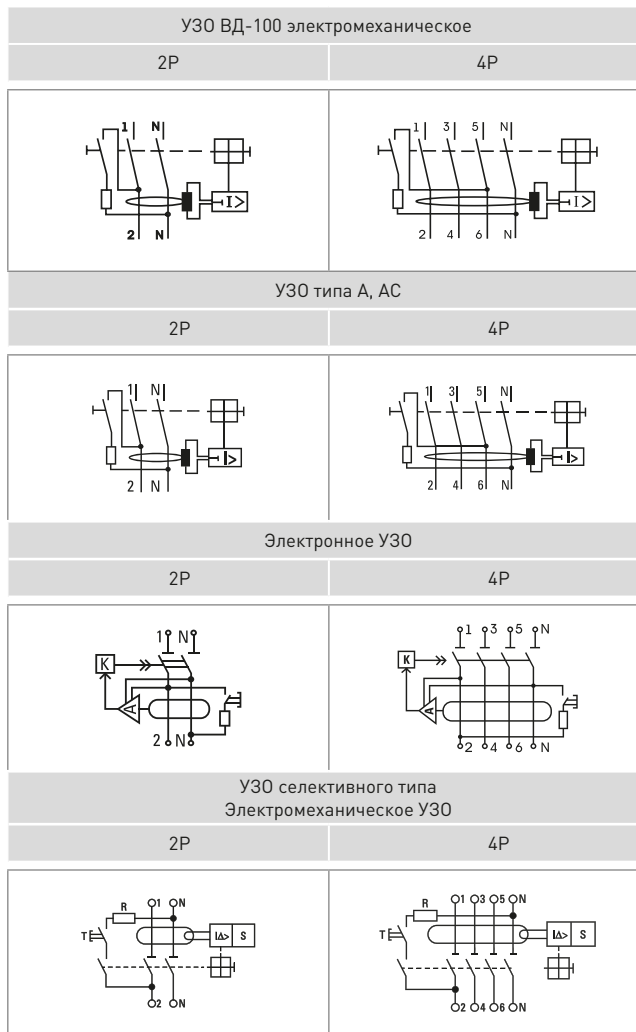 УЗО ВД-100 электромеханическое
2P 4P
1 N 1 3 5 N
I> I>
2 N 2 4 6 N
УЗО типа А, АС
2P 4P
1 N 1 3 5 N
I> I>
2 N 2 4 6 N
Электронное УЗО
2P 4P
1 N 1 3 5 N
K K
A A
2 N 2 4 6 N
УЗО селективного типа
Электромеханическое УЗО
2P 4P
R 1 N R 1 3 5 N
T I∆> S T I∆> S
2 N 2 4 6 N